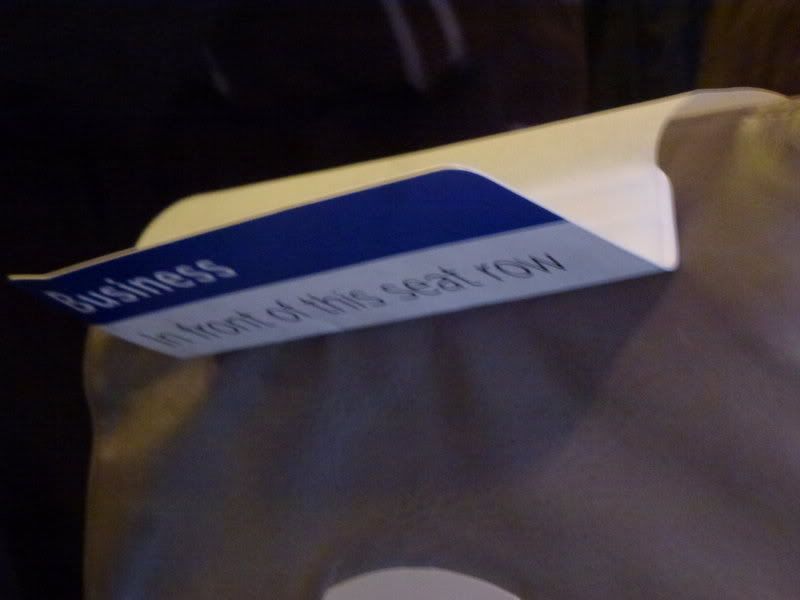 Business
In front of this seat row